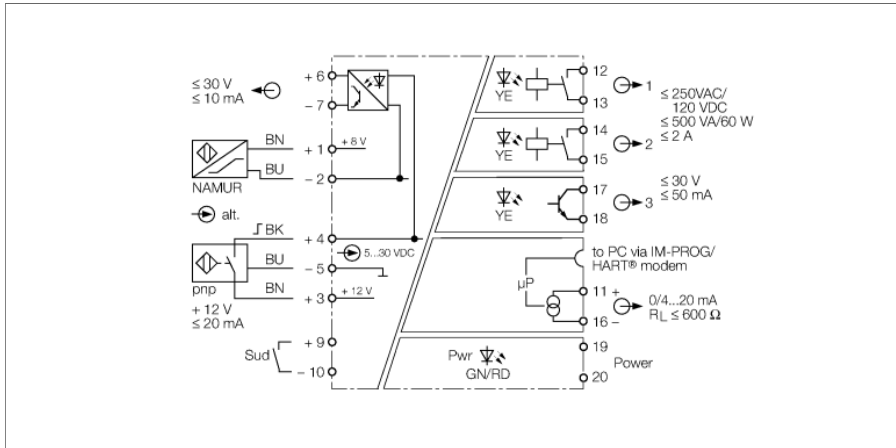 ≤ 30 V
≤ 10 mA
+ 6
- 7
BN
+ 1
+ 8 V
BU
- 2
NAMUR
alt.
BK
+ 4
5...30 VDC
BU
- 5
BN
+ 3
+ 12 V
pnp
+ 12 V
≤ 20 mA
Sud
+ 9
- 10
YE
12
13
1
≤ 250VAC/
120 VDC
≤ 500 VA/60 W
≤ 2 A
YE
14
15
2
YE
17
18
3
≤ 30 V
≤ 50 mA
to PC via IM-PROG/
HART® modem
µP
11 +
16 –
0/4...20 mA
RL ≤ 600 Ω
Pwr
GN/RD
19
20
Power